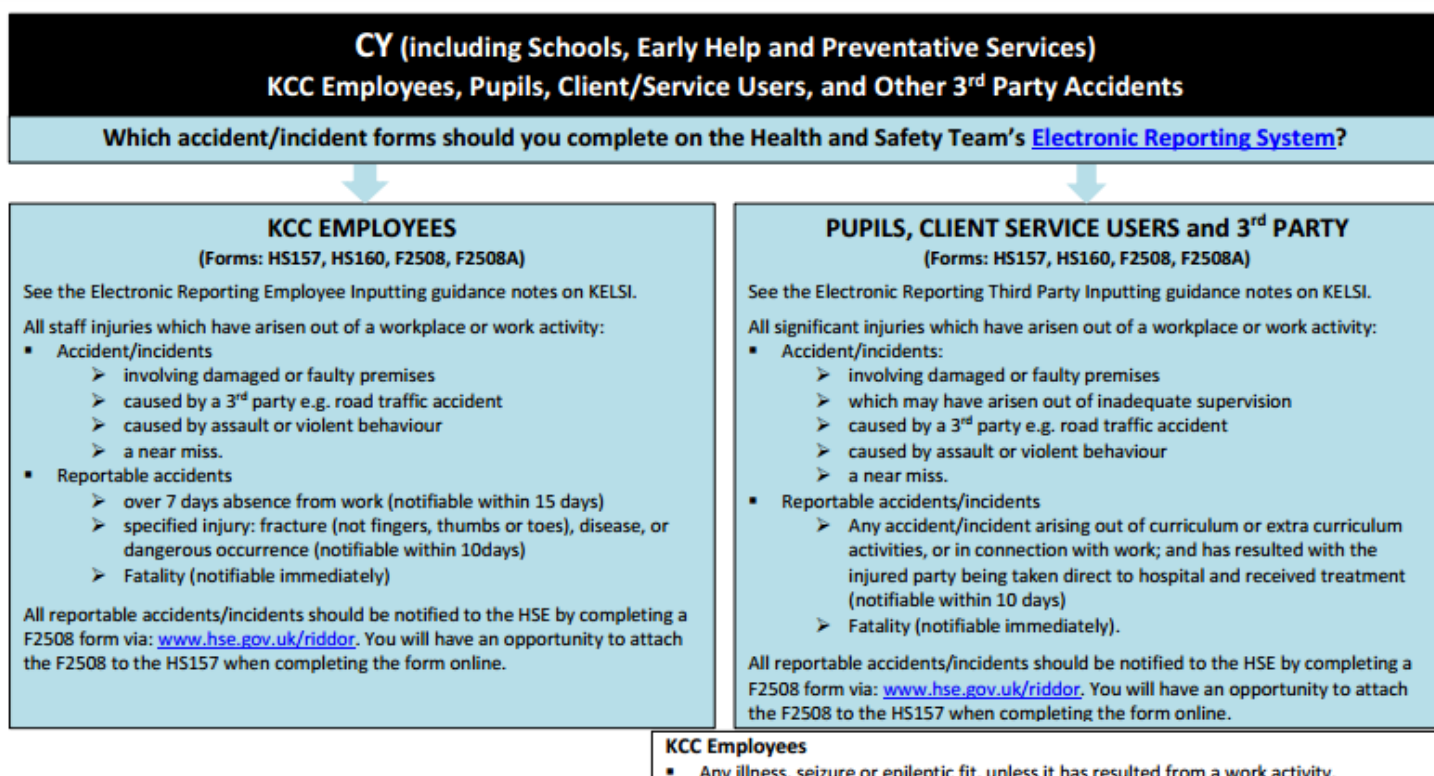 CY (including Schools, Early Help and Preventative Services)
KCC Employees, Pupils, Client/Service Users, and Other 3rd Party Accidents
Which accident/incident forms should you complete on the Health and Safety Team's Electronic Reporting System?
KCC EMPLOYEES
(Forms: HS157, HS160, F2508, F2508A)
See the Electronic Reporting Employee Inputting guidance notes on KELSI.
All staff injuries which have arisen out of a workplace or work activity:
▪ Accident/incidents
➢ involving damaged or faulty premises
➢ caused by a 3rd party e.g. road traffic accident
➢ caused by assault or violent behaviour
➢ a near miss.
▪ Reportable accidents
➢ over 7 days absence from work (notifiable within 15 days)
➢ specified injury: fracture (not fingers, thumbs or toes), disease, or
dangerous occurrence (notifiable within 10days)
➢ Fatality (notifiable immediately)
All reportable accidents/incidents should be notified to the HSE by completing a
F2508 form via: www.hse.gov.uk/riddor. You will have an opportunity to attach
the F2508 to the HS157 when completing the form online.
PUPILS, CLIENT SERVICE USERS and 3rd PARTY
(Forms: HS157, HS160, F2508, F2508A)
See the Electronic Reporting Third Party Inputting guidance notes on KELSI.
All significant injuries which have arisen out of a workplace or work activity:
▪ Accident/incidents:
➢ involving damaged or faulty premises
➢ which may have arisen out of inadequate supervision
➢ caused by a 3rd party e.g. road traffic accident
➢ caused by assault or violent behaviour
➢ a near miss.
▪ Reportable accidents/incidents
➢ Any accident/incident arising out of curriculum or extra curriculum
activities, or in connection with work; and has resulted with the
injured party being taken direct to hospital and received treatment
(notifiable within 10 days)
➢ Fatality (notifiable immediately).
All reportable accidents/incidents should be notified to the HSE by completing a
F2508 form via: www.hse.gov.uk/riddor. You will have an opportunity to attach
the F2508 to the HS157 when completing the form online.
KCC Employees
▪ Any illness, seizure or epileptic fit, unless it has resulted from a work activity.